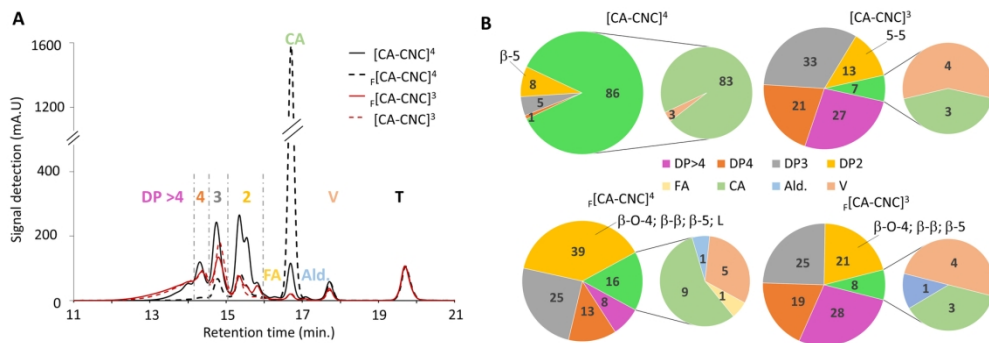 A
1600
1200
400
200
0
Signal detection (mA.U)
CA
[CA-CNC]⁴
F[CA-CNC]⁴
F[CA-CNC]³
[CA-CNC]³
DP >4
4
3
2
V
T
FA
Ald.
11
13
15
17
19
21
Retention time (min.)
B
[CA-CNC]⁴
β-5
8
5
1
86
83
3
[CA-CNC]³
5-5
33
13
7
21
27
4
3
DP>4
DP4
DP3
DP2
FA
CA
Ald.
V
F[CA-CNC]⁴
β-O-4; β-β; β-5; L
39
16
25
8
13
1
5
9
1
F[CA-CNC]³
β-O-4; β-β; β-5
25
21
8
19
28
4
1
3